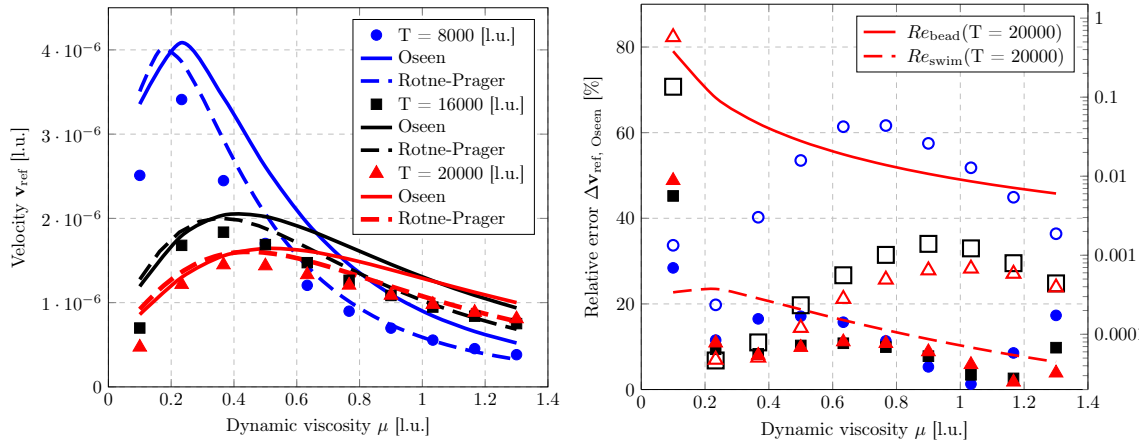 4 · 10⁻⁶
3 · 10⁻⁶
2 · 10⁻⁶
1 · 10⁻⁶
0
0 0.2 0.4 0.6 0.8 1 1.2 1.4
Velocity v_ref [l.u.]
Dynamic viscosity μ [l.u.]
T = 8000 [l.u.]
Oseen
Rotne-Prager
T = 16000 [l.u.]
Oseen
Rotne-Prager
T = 20000 [l.u.]
Oseen
Rotne-Prager
80
60
40
20
0
0 0.2 0.4 0.6 0.8 1 1.2 1.4
Relative error Δv_ref, Oseen [%]
Dynamic viscosity μ [l.u.]
Re_bead(T = 20000)
Re_swim(T = 20000)
1
0.1
0.01
0.001
0.000